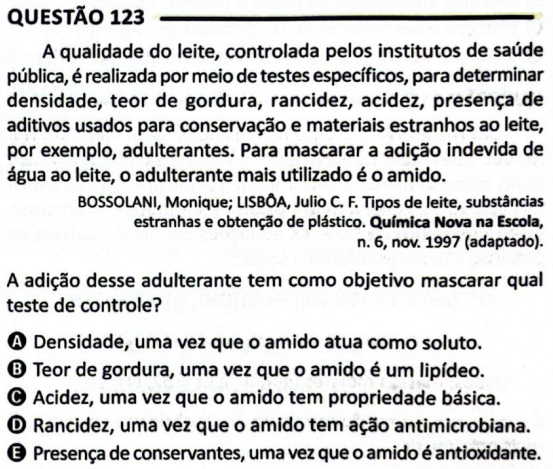 QUESTÃO 123
A qualidade do leite, controlada pelos institutos de saúde
pública, é realizada por meio de testes específicos, para determinar
densidade, teor de gordura, rancidez, acidez, presença de
aditivos usados para conservação e materiais estranhos ao leite,
por exemplo, adulterantes. Para mascarar a adição indevida de
água ao leite, o adulterante mais utilizado é o amido.
BOSSOLANI, Monique; LISBÔA, Julio C. F. Tipos de leite, substâncias
estranhas e obtenção de plástico. Química Nova na Escola,
n. 6, nov. 1997 (adaptado).
A adição desse adulterante tem como objetivo mascarar qual
teste de controle?
A Densidade, uma vez que o amido atua como soluto.
B Teor de gordura, uma vez que o amido é um lipídeo.
C Acidez, uma vez que o amido tem propriedade básica.
D Rancidez, uma vez que o amido tem ação antimicrobiana.
E Presença de conservantes, uma vez que o amido é antioxidante.